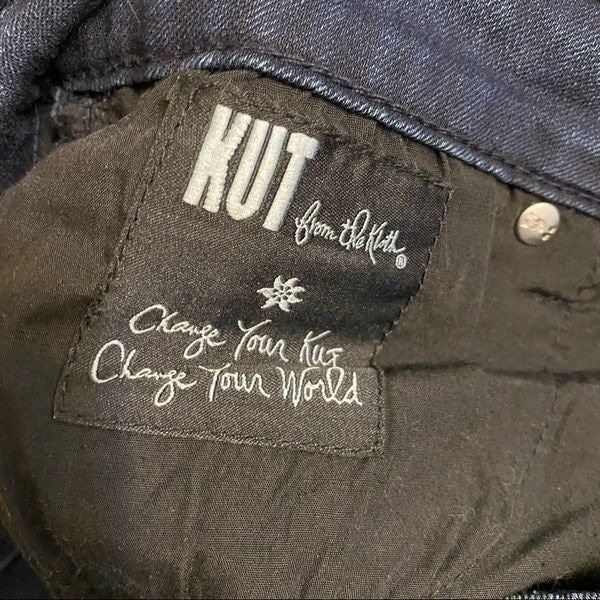 KUT
from the Kloth®
Change Your Kut
Change Your World